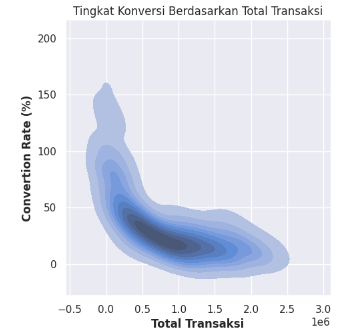 Tingkat Konversi Berdasarkan Total Transaksi
200
150
100
50
0
Convertion Rate (%)
−0.5 0.0 0.5 1.0 1.5 2.0 2.5 3.0
1e6
Total Transaksi